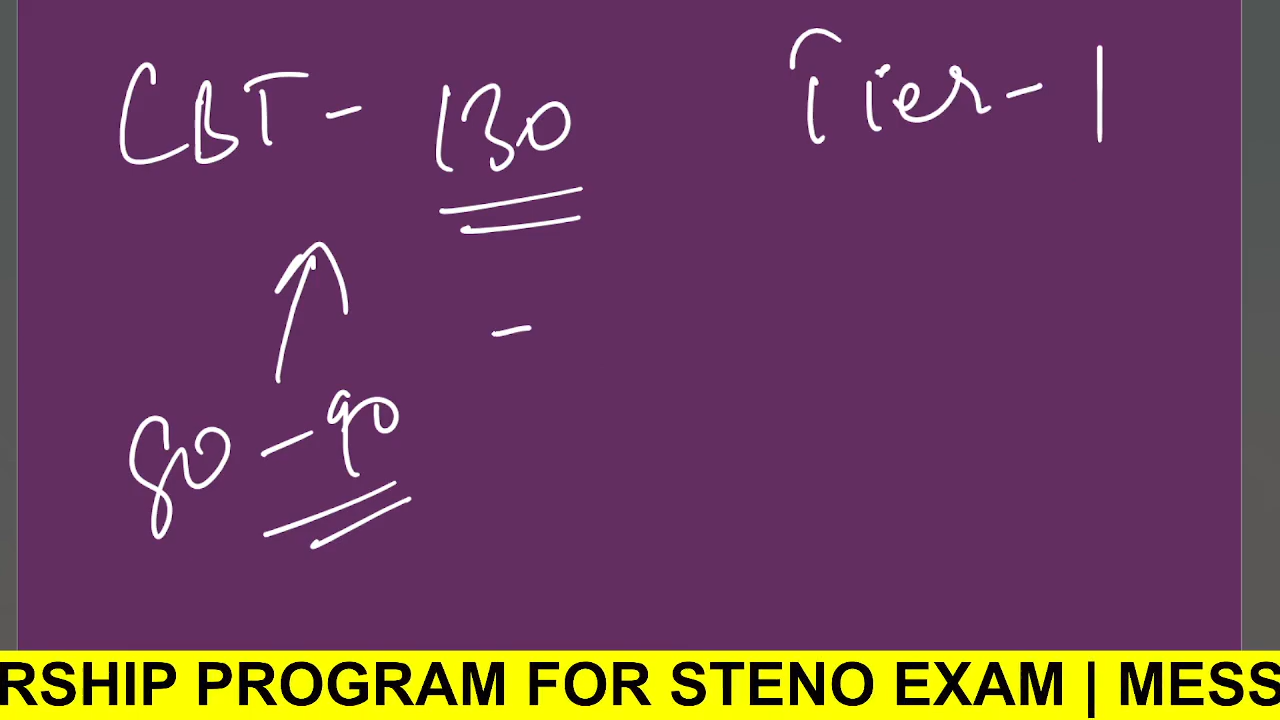 CBT - 130
Tier - 1
-
80 - 90
RSHIP PROGRAM FOR STENO EXAM | MESS